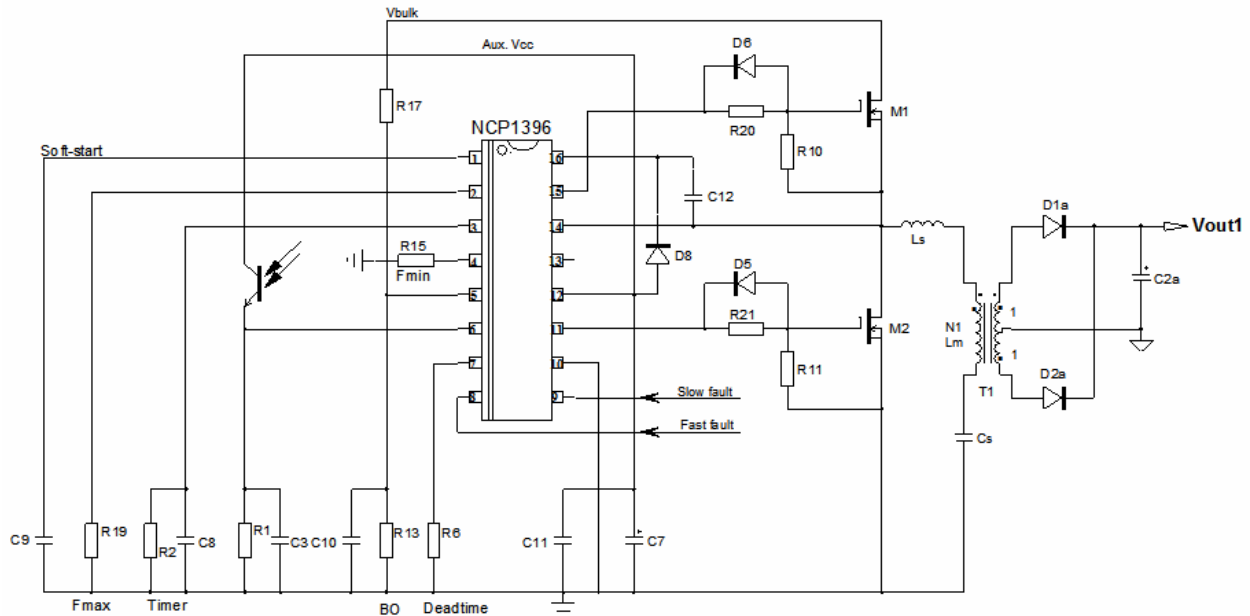 Vbulk
Aux. Vcc
D6
R17
R20
M1
NCP1396
R10
Soft-start
1
16
2
15
C12
3
14
D1a
Vout1
R15
4
13
D8
Ls
Fmin
D5
C2a
5
12
6
11
R21
M2
N1
Lm
1
1
R11
D2a
7
10
T1
8
9
Slow fault
Fast fault
Cs
C9
R19
R2
C8
R1
C3
C10
R13
R6
C11
C7
Fmax
Timer
BO
Deadtime